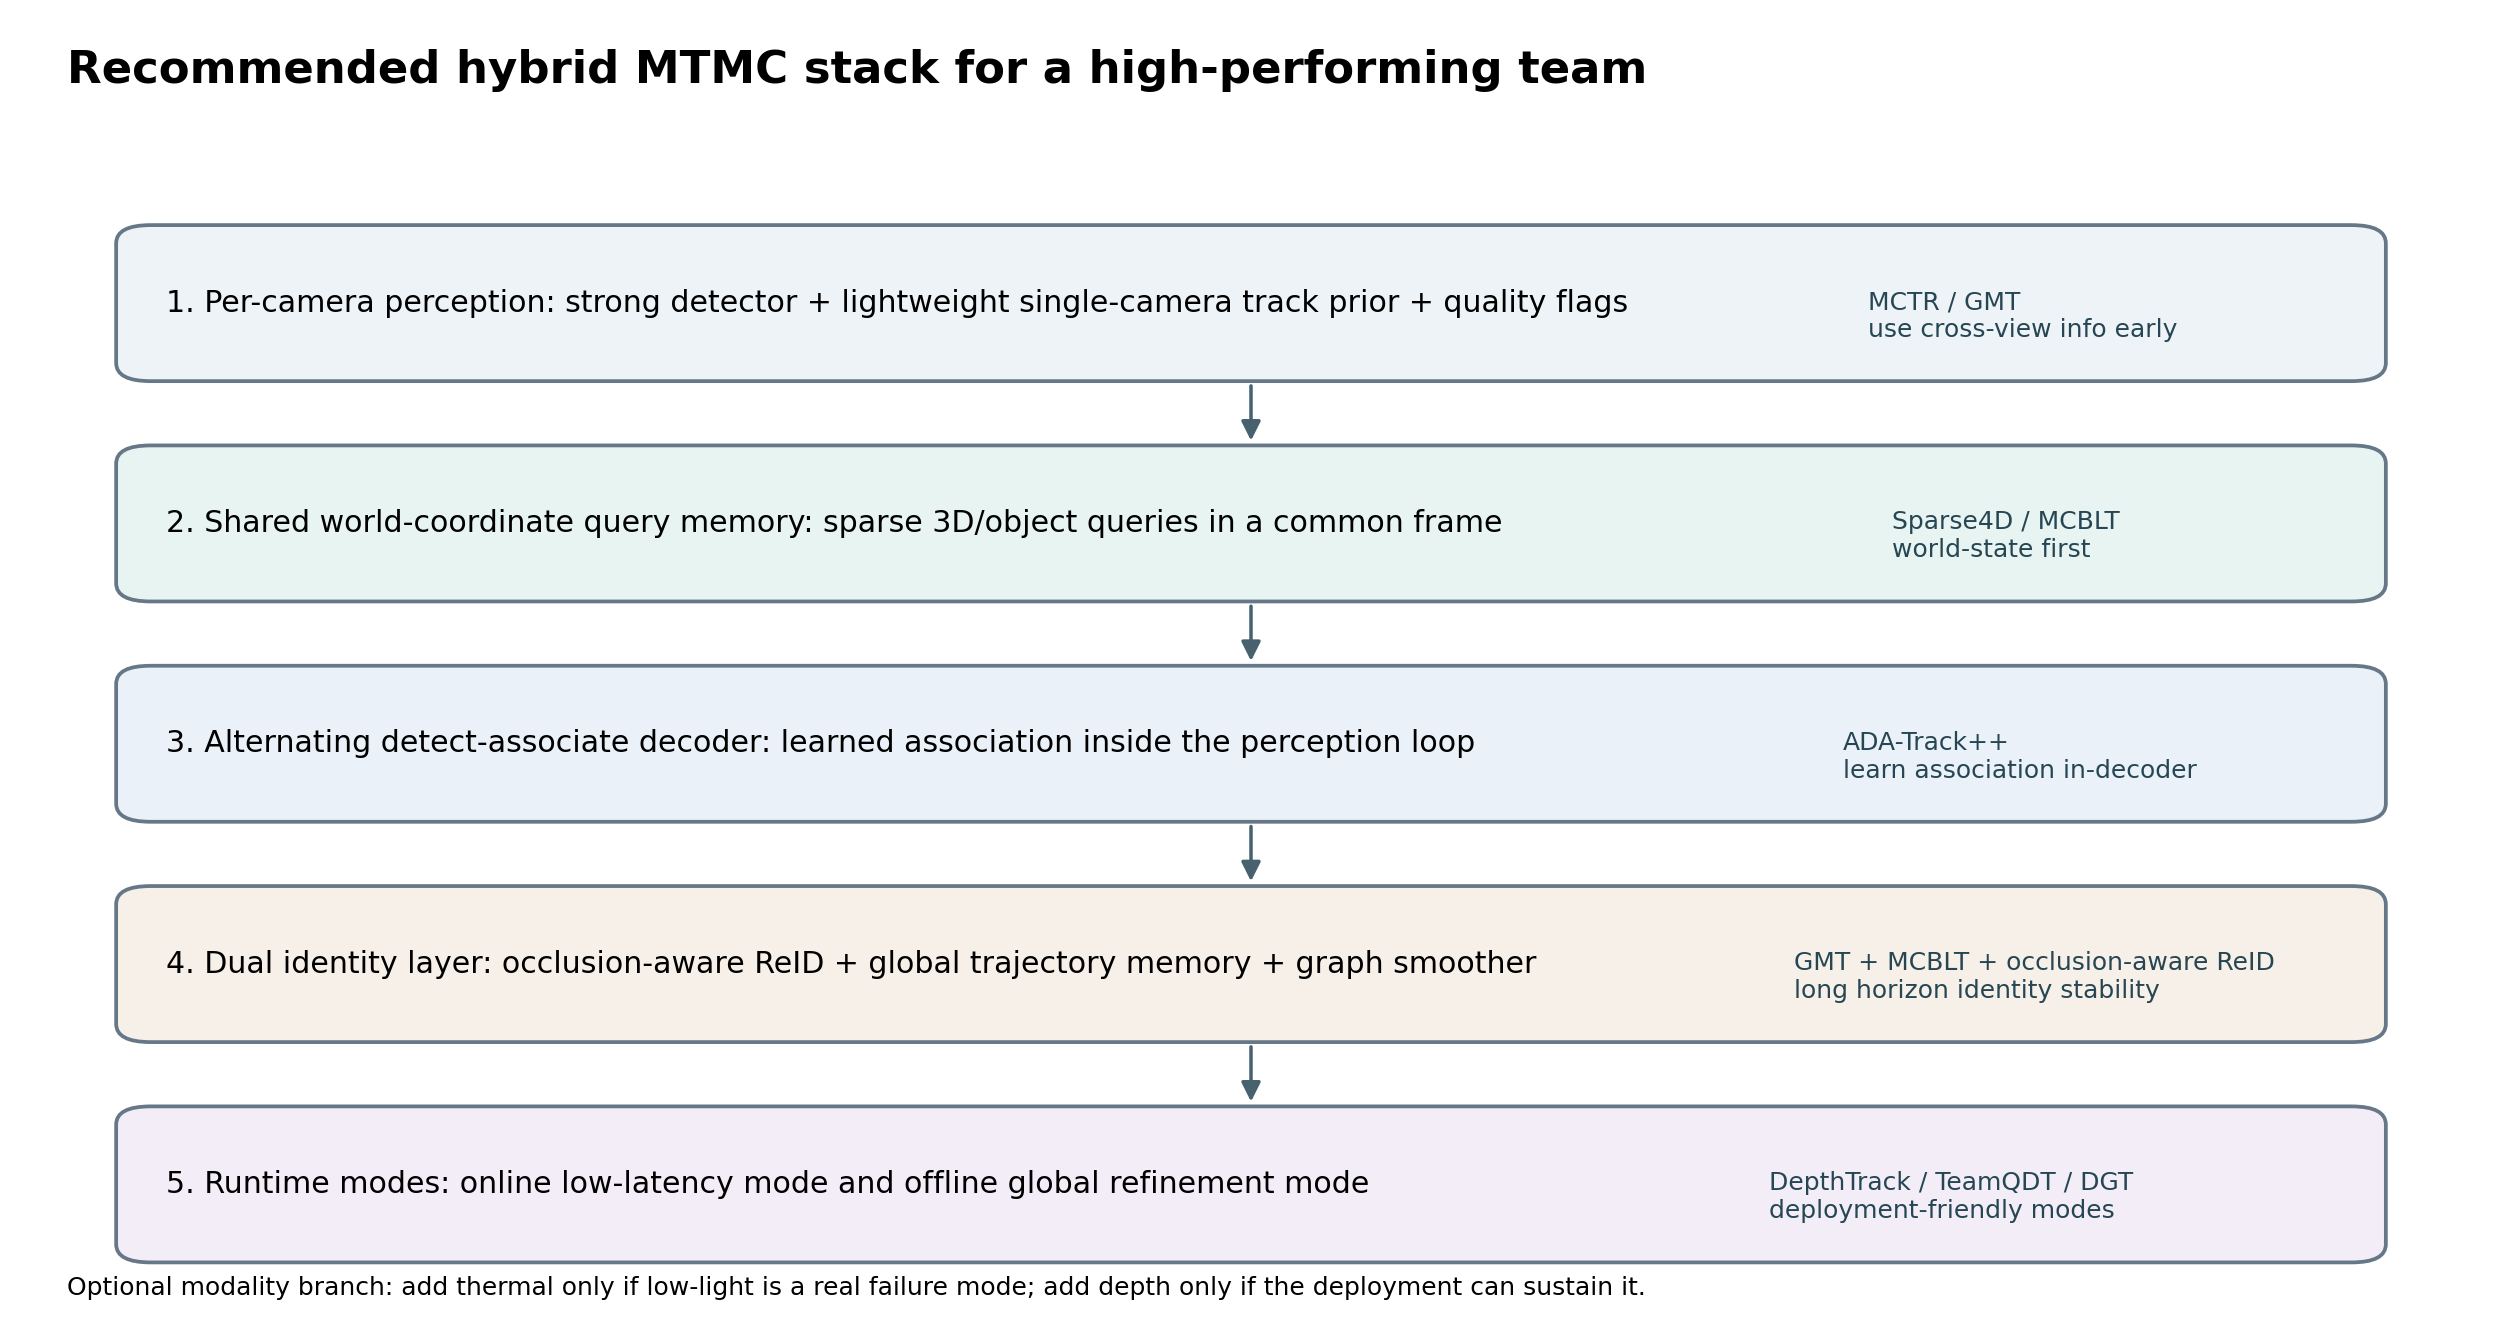 Recommended hybrid MTMC stack for a high-performing team
1. Per-camera perception: strong detector + lightweight single-camera track prior + quality flags
MCTR / GMT
use cross-view info early
2. Shared world-coordinate query memory: sparse 3D/object queries in a common frame
Sparse4D / MCBLT
world-state first
3. Alternating detect-associate decoder: learned association inside the perception loop
ADA-Track++
learn association in-decoder
4. Dual identity layer: occlusion-aware ReID + global trajectory memory + graph smoother
GMT + MCBLT + occlusion-aware ReID
long horizon identity stability
5. Runtime modes: online low-latency mode and offline global refinement mode
DepthTrack / TeamQDT / DGT
deployment-friendly modes
Optional modality branch: add thermal only if low-light is a real failure mode; add depth only if the deployment can sustain it.